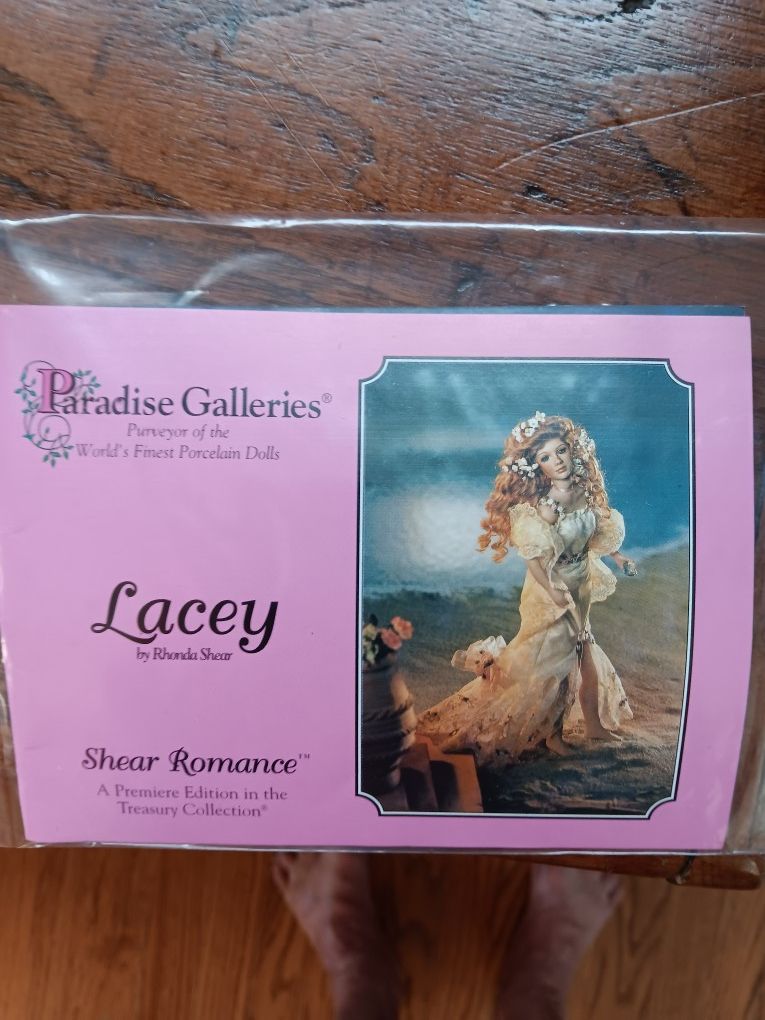 Paradise Galleries®
Purveyor of the
World's Finest Porcelain Dolls
Lacey
by Rhonda Shear
Shear Romance™
A Premiere Edition in the
Treasury Collection®